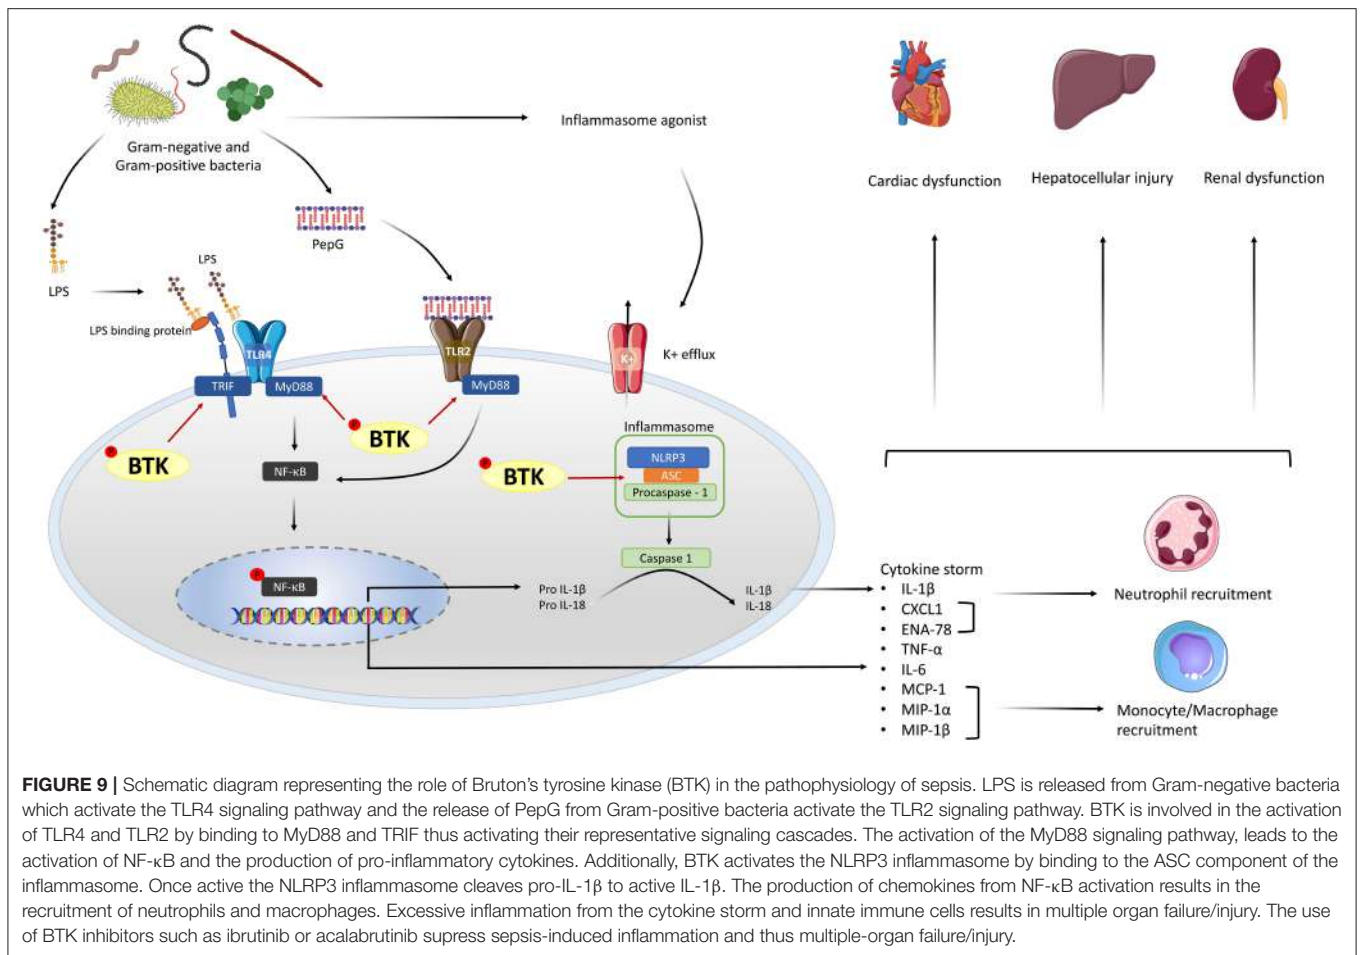 Gram-negative and
Gram-positive bacteria
Inflammasome agonist
Cardiac dysfunction
Hepatocellular injury
Renal dysfunction
PepG
LPS
LPS
LPS binding protein
TLR4
TLR2
K+
K+ efflux
TRIF
MyD88
MyD88
P
BTK
P
BTK
P
BTK
NF-κB
Inflammasome
NLRP3
ASC
Procaspase - 1
Caspase 1
P
NF-κB
Pro IL-1β
Pro IL-18
IL-1β
IL-18
Cytokine storm
• IL-1β
• CXCL1
• ENA-78
• TNF-α
• IL-6
• MCP-1
• MIP-1α
• MIP-1β
Neutrophil recruitment
Monocyte/Macrophage
recruitment
FIGURE 9 | Schematic diagram representing the role of Bruton's tyrosine kinase (BTK) in the pathophysiology of sepsis. LPS is released from Gram-negative bacteria
which activate the TLR4 signaling pathway and the release of PepG from Gram-positive bacteria activate the TLR2 signaling pathway. BTK is involved in the activation
of TLR4 and TLR2 by binding to MyD88 and TRIF thus activating their representative signaling cascades. The activation of the MyD88 signaling pathway, leads to the
activation of NF-κB and the production of pro-inflammatory cytokines. Additionally, BTK activates the NLRP3 inflammasome by binding to the ASC component of the
inflammasome. Once active the NLRP3 inflammasome cleaves pro-IL-1β to active IL-1β. The production of chemokines from NF-κB activation results in the
recruitment of neutrophils and macrophages. Excessive inflammation from the cytokine storm and innate immune cells results in multiple organ failure/injury. The use
of BTK inhibitors such as ibrutinib or acalabrutinib supress sepsis-induced inflammation and thus multiple-organ failure/injury.